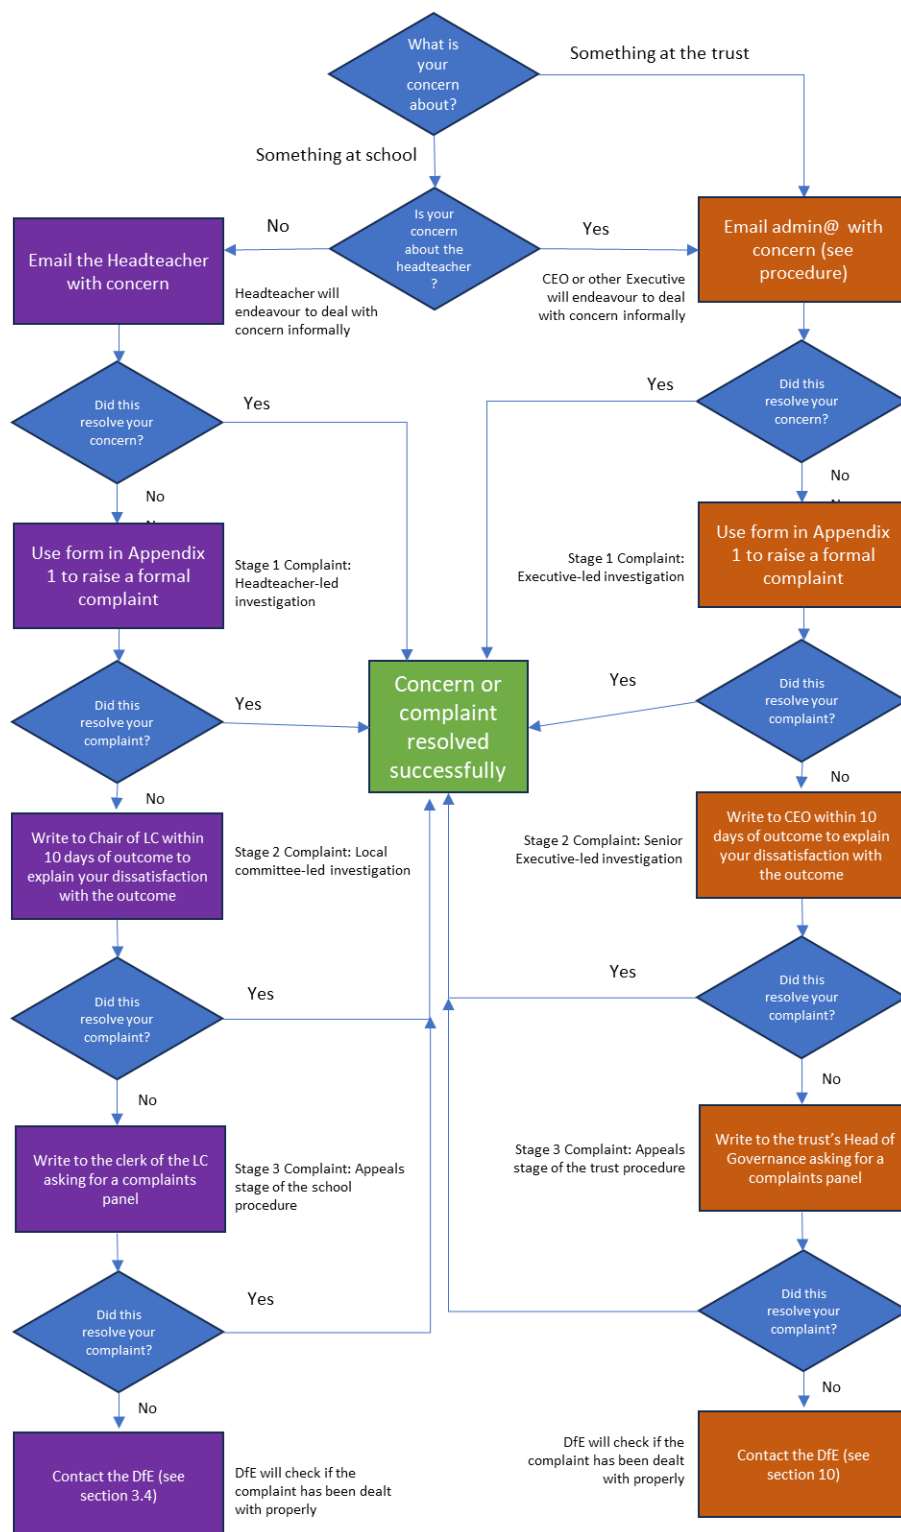 What is
your
concern
about?
Something at the trust
Something at school
Is your
concern
about the
headteacher
?
No
Yes
Email the Headteacher
with concern
Email admin@ with
concern (see
procedure)
Headteacher will
endeavour to deal with
concern informally
CEO or other Executive
will endeavour to deal
with concern informally
Did this
resolve your
concern?
Yes
Yes
Did this
resolve your
concern?
No
No
Use form in Appendix
1 to raise a formal
complaint
Stage 1 Complaint:
Headteacher-led
investigation
Stage 1 Complaint:
Executive-led investigation
Use form in Appendix
1 to raise a formal
complaint
Did this
resolve your
complaint?
Yes
Concern or
complaint
resolved
successfully
Yes
Did this
resolve your
complaint?
No
No
Write to Chair of LC within
10 days of outcome to
explain your dissatisfaction
with the outcome
Stage 2 Complaint: Local
committee-led investigation
Stage 2 Complaint: Senior
Executive-led investigation
Write to CEO within 10
days of outcome to explain
your dissatisfaction with
the outcome
Did this
resolve your
complaint?
Yes
Yes
Did this
resolve your
complaint?
No
No
Write to the clerk of the LC
asking for a complaints
panel
Stage 3 Complaint: Appeals
stage of the school
procedure
Stage 3 Complaint: Appeals
stage of the trust procedure
Write to the trust’s Head of
Governance asking for a
complaints panel
Did this
resolve your
complaint?
Yes
Yes
Did this
resolve your
complaint?
No
No
Contact the DfE (see
section 3.4)
DfE will check if the
complaint has been dealt
with properly
DfE will check if the
complaint has been dealt
with properly
Contact the DfE (see
section 10)